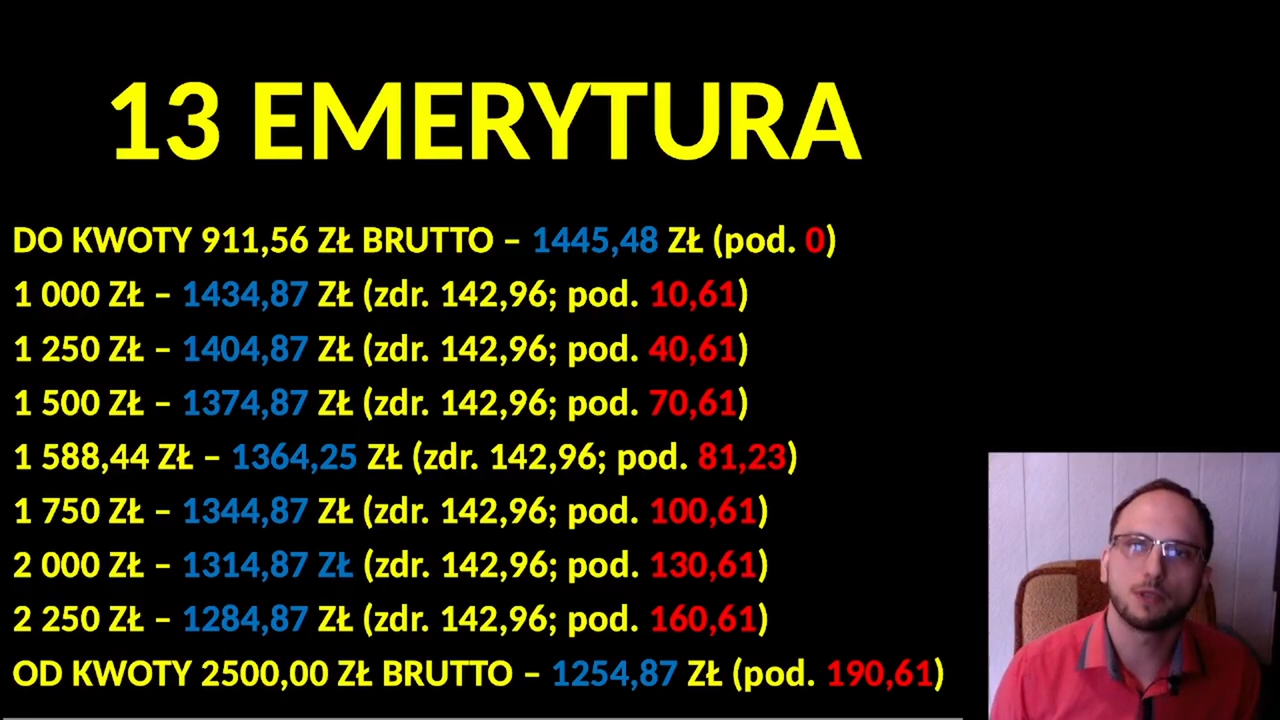 13 EMERYTURA
DO KWOTY 911,56 ZŁ BRUTTO – 1445,48 ZŁ (pod. 0)
1 000 ZŁ – 1434,87 ZŁ (zdr. 142,96; pod. 10,61)
1 250 ZŁ – 1404,87 ZŁ (zdr. 142,96; pod. 40,61)
1 500 ZŁ – 1374,87 ZŁ (zdr. 142,96; pod. 70,61)
1 588,44 ZŁ – 1364,25 ZŁ (zdr. 142,96; pod. 81,23)
1 750 ZŁ – 1344,87 ZŁ (zdr. 142,96; pod. 100,61)
2 000 ZŁ – 1314,87 ZŁ (zdr. 142,96; pod. 130,61)
2 250 ZŁ – 1284,87 ZŁ (zdr. 142,96; pod. 160,61)
OD KWOTY 2500,00 ZŁ BRUTTO – 1254,87 ZŁ (pod. 190,61)